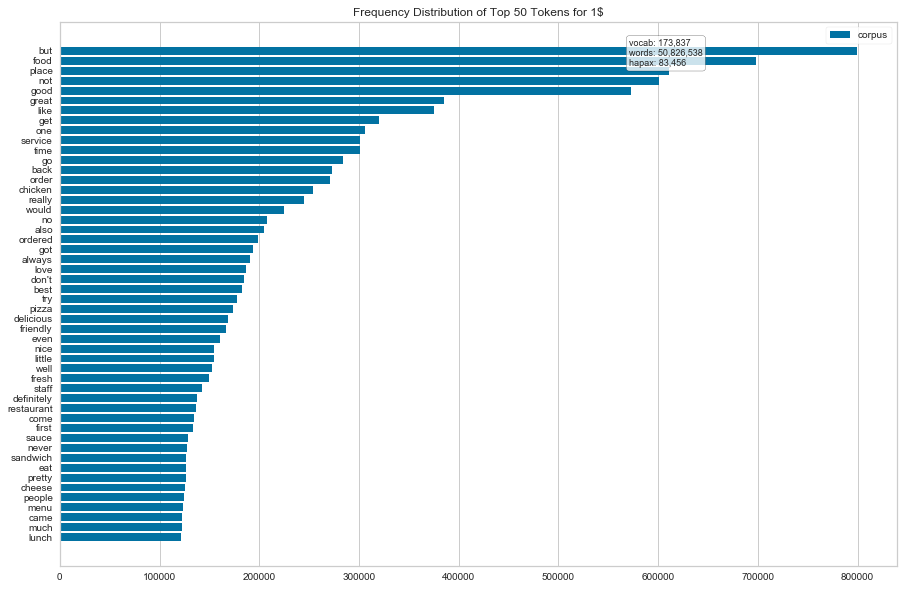 Frequency Distribution of Top 50 Tokens for 1$
corpus
vocab: 173,837
words: 50,826,538
hapax: 83,456
but
food
place
not
good
great
like
get
one
service
time
go
back
order
chicken
really
would
no
also
ordered
got
always
love
don't
best
try
pizza
delicious
friendly
even
nice
little
well
fresh
staff
definitely
restaurant
come
first
sauce
never
sandwich
eat
pretty
cheese
people
menu
came
much
lunch
0 100000 200000 300000 400000 500000 600000 700000 800000